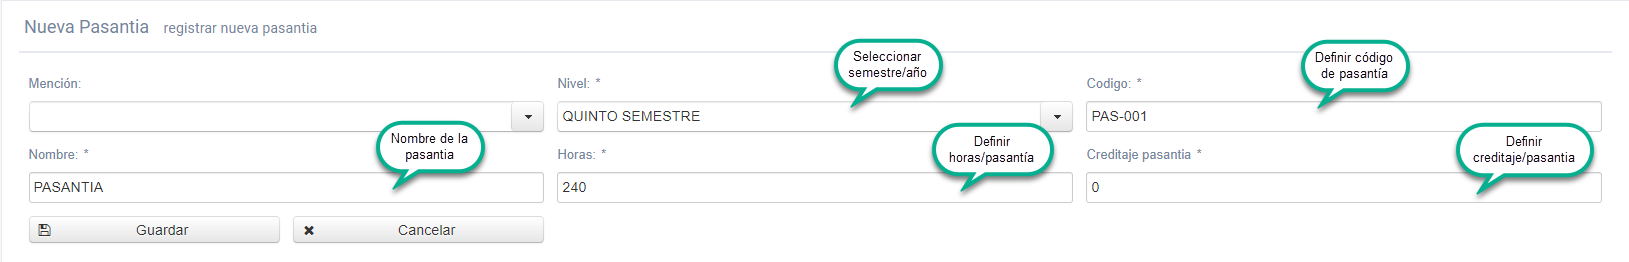 Nueva Pasantia registrar nueva pasantia
Seleccionar
semestre/año
Definir código
de pasantía
Mención:
Nivel: *
Codigo: *
QUINTO SEMESTRE
PAS-001
Nombre de la
pasantia
Definir
horas/pasantía
Definir
creditaje/pasantia
Nombre: *
Horas: *
Creditaje pasantia *
PASANTIA
240
0
Guardar
Cancelar